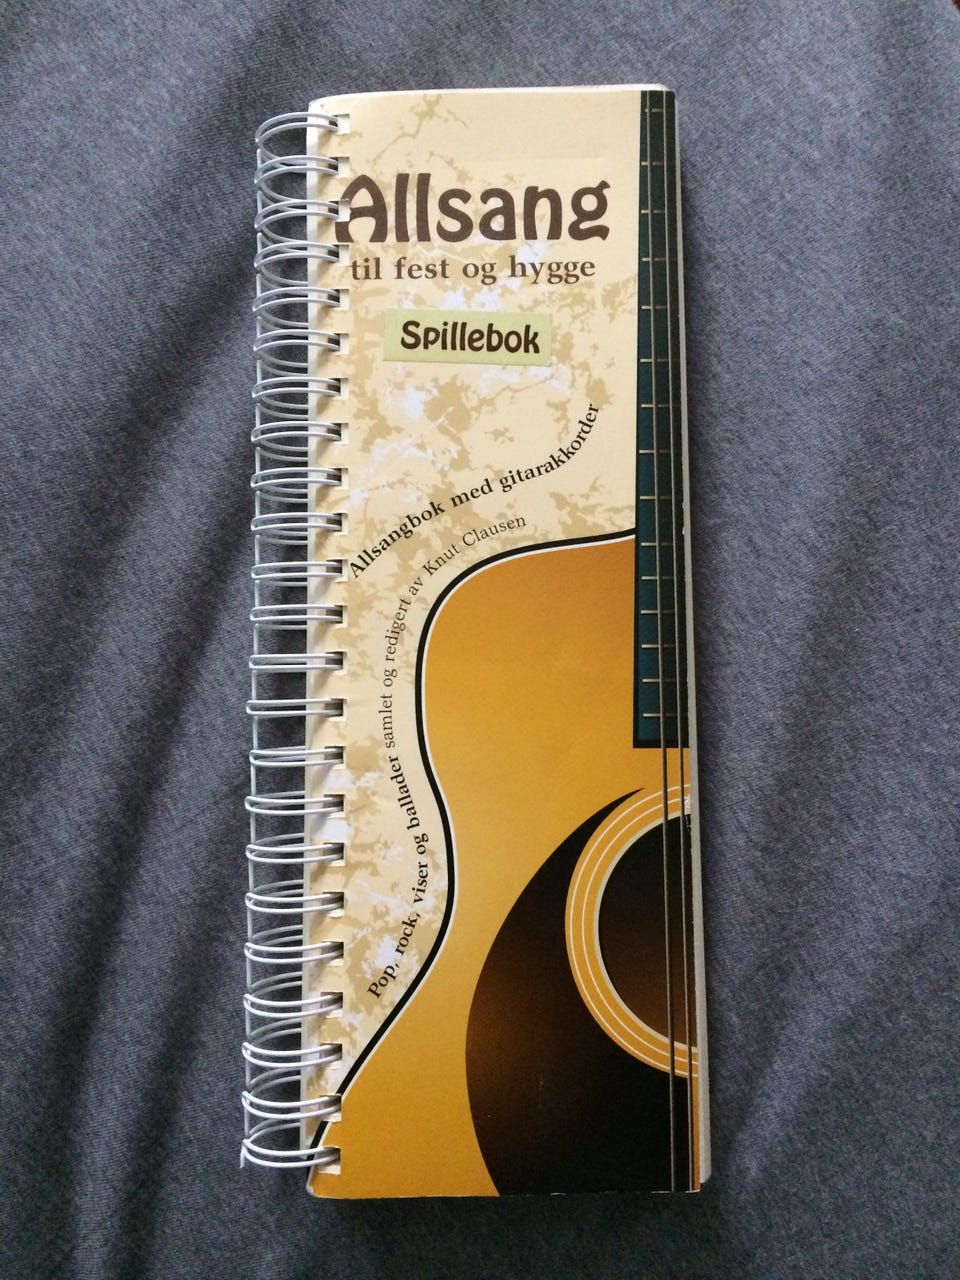 Allsang
til fest og hygge
Spillebok
Allsangbok med gitarakkorder
Pop, rock, viser og ballader samlet og redigert av Knut Clausen